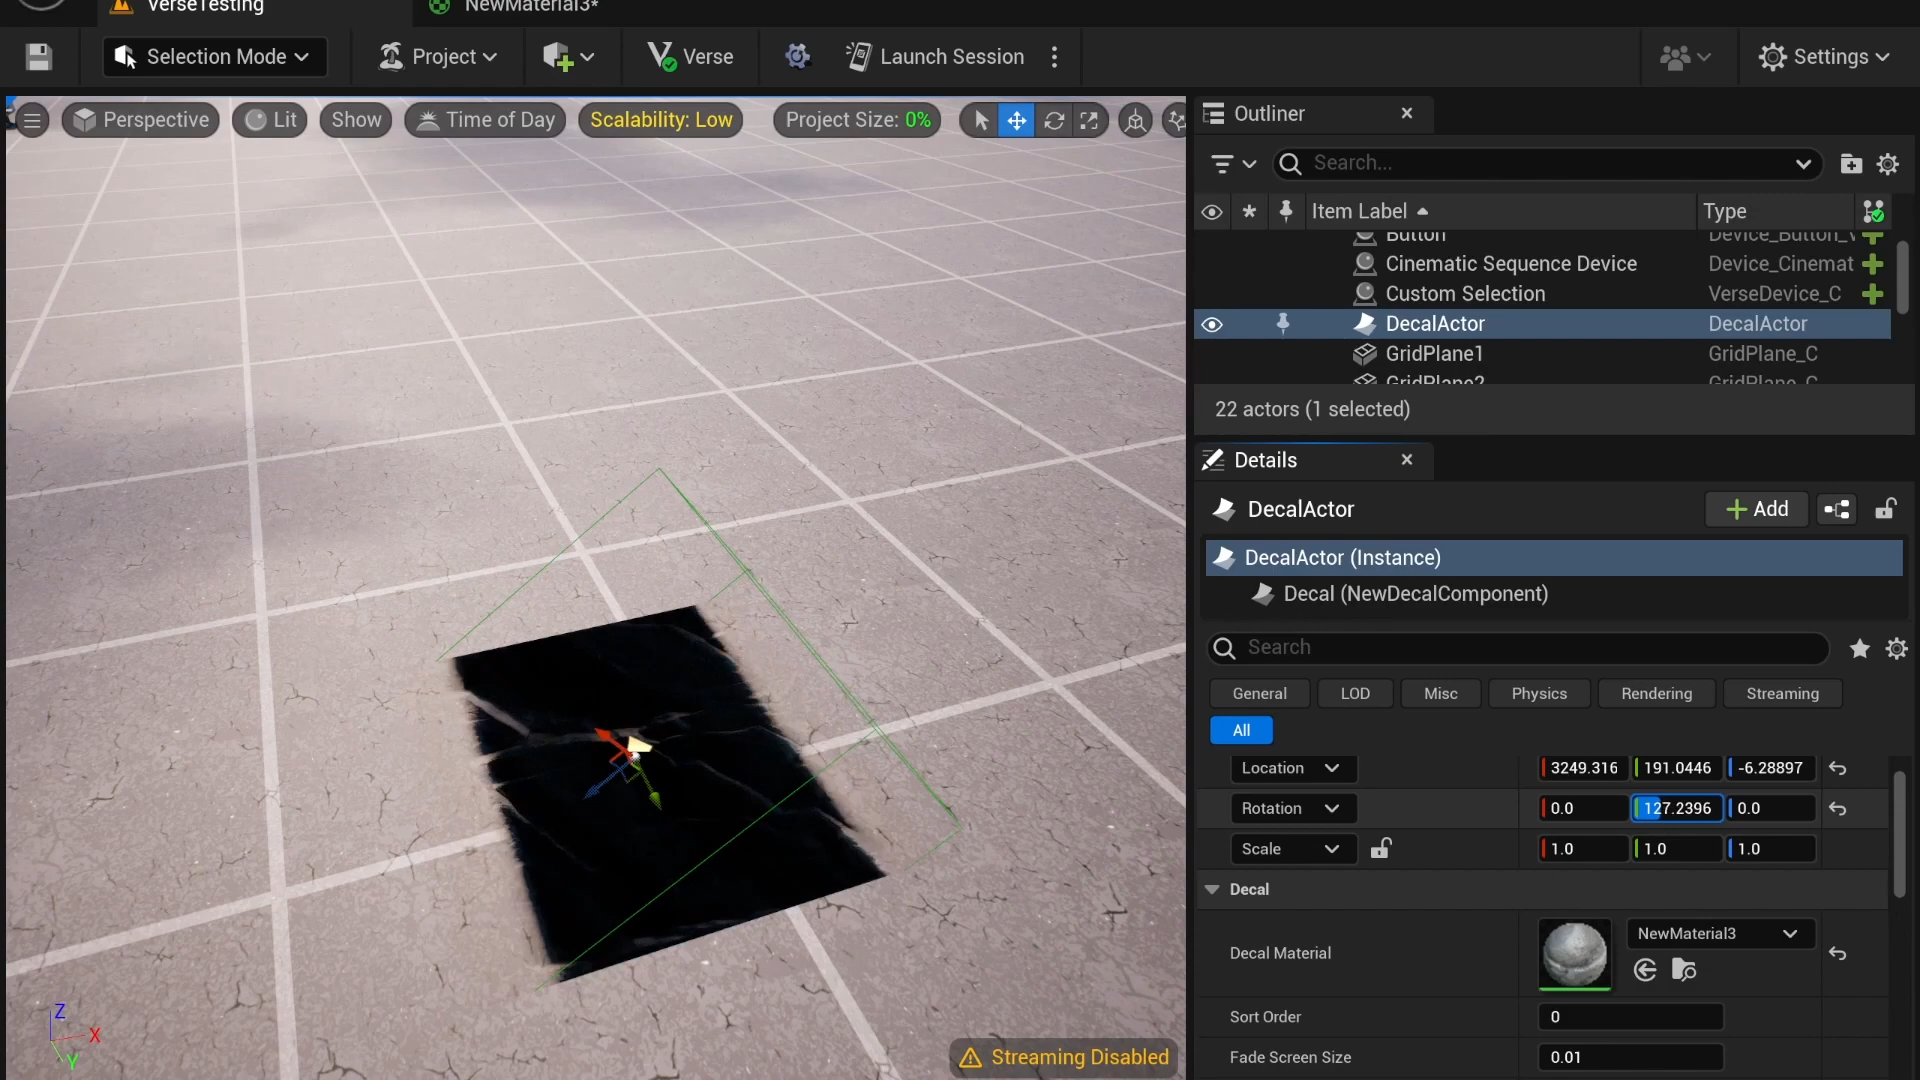 VerseTesting
NewMaterial3*
Selection Mode
Project
Verse
Launch Session
Settings
Perspective
Lit
Show
Time of Day
Scalability: Low
Project Size: 0%
Outliner
Search...
Item Label
Type
Button
Device_Button_V
Cinematic Sequence Device
Device_Cinemat
Custom Selection
VerseDevice_C
DecalActor
DecalActor
GridPlane1
GridPlane_C
GridPlane2
GridPlane_C
22 actors (1 selected)
Details
DecalActor
Add
DecalActor (Instance)
Decal (NewDecalComponent)
Search
General
LOD
Misc
Physics
Rendering
Streaming
All
Location
3249.316
191.0446
-6.28897
Rotation
0.0
127.2396
0.0
Scale
1.0
1.0
1.0
Decal
Decal Material
NewMaterial3
Sort Order
0
Fade Screen Size
0.01
Z
X
Y
Streaming Disabled